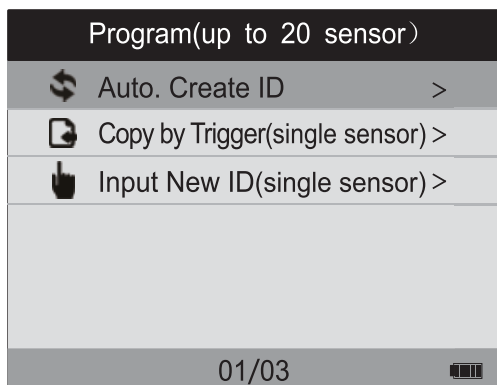 Program(up to 20 sensor）
Auto. Create ID >
Copy by Trigger(single sensor) >
Input New ID(single sensor) >
01/03